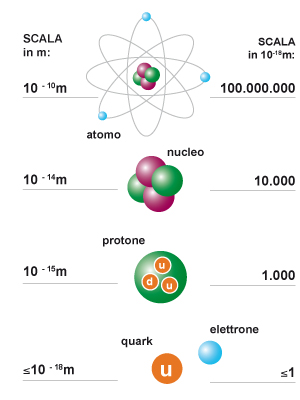 SCALA
in m:
SCALA
in 10⁻¹⁸m:
10 ⁻ ¹⁰m
100.000.000
atomo
nucleo
10 ⁻ ¹⁴m
10.000
protone
u
d u
10 ⁻ ¹⁵m
1.000
quark
elettrone
u
≤10 ⁻ ¹⁸m
≤1